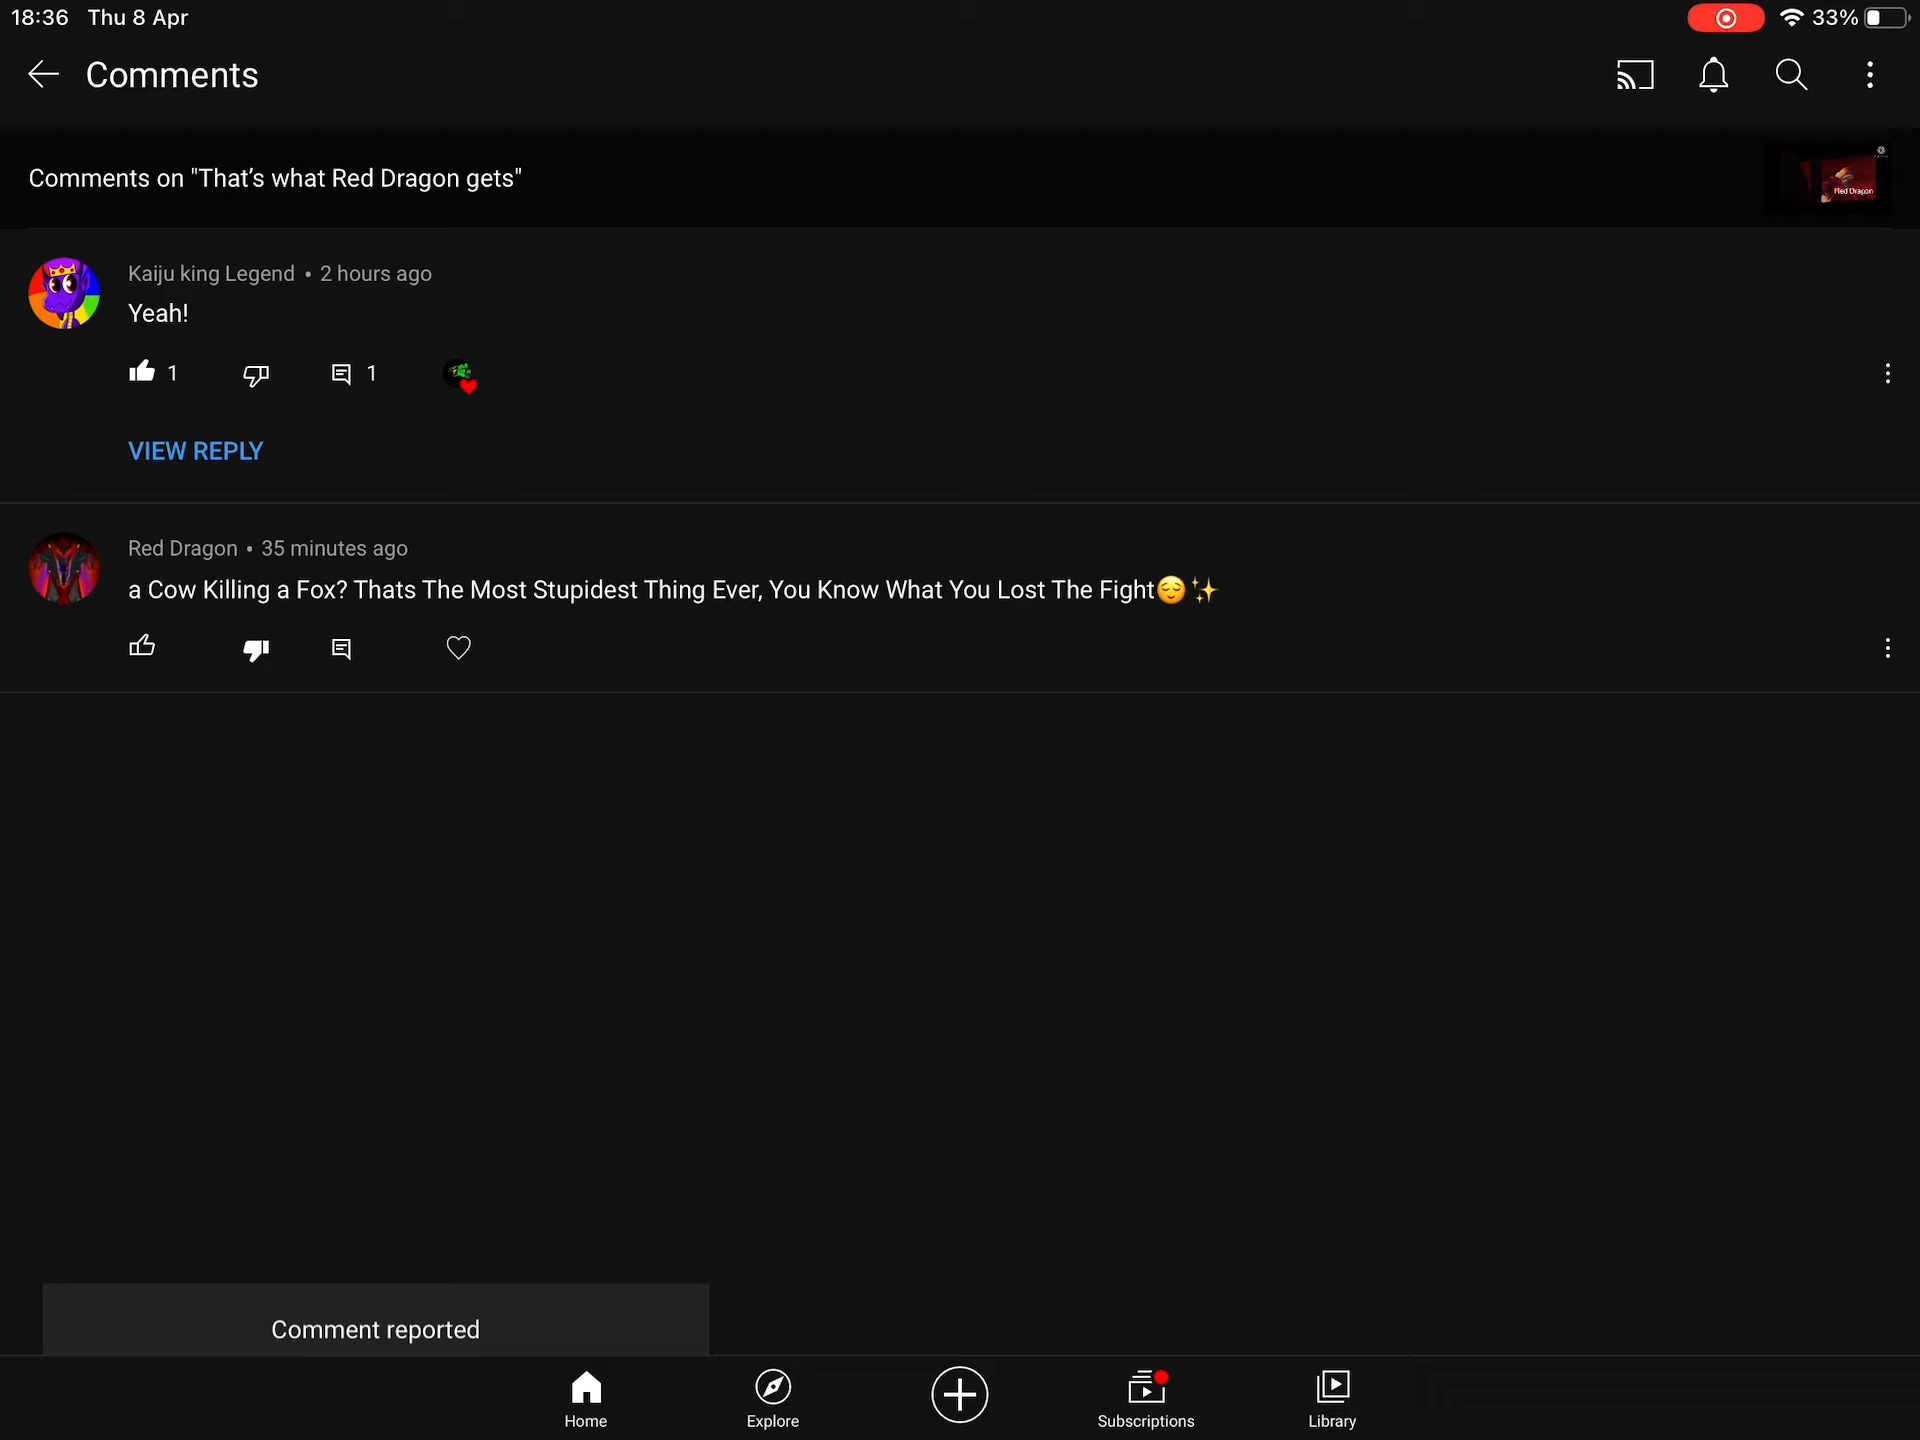 18:36 Thu 8 Apr
33%
Comments
Comments on "That’s what Red Dragon gets"
Red Dragon
Kaiju king Legend • 2 hours ago
Yeah!
1
1
VIEW REPLY
Red Dragon • 35 minutes ago
a Cow Killing a Fox? Thats The Most Stupidest Thing Ever, You Know What You Lost The Fight😌✨
Comment reported
Home
Explore
Subscriptions
Library